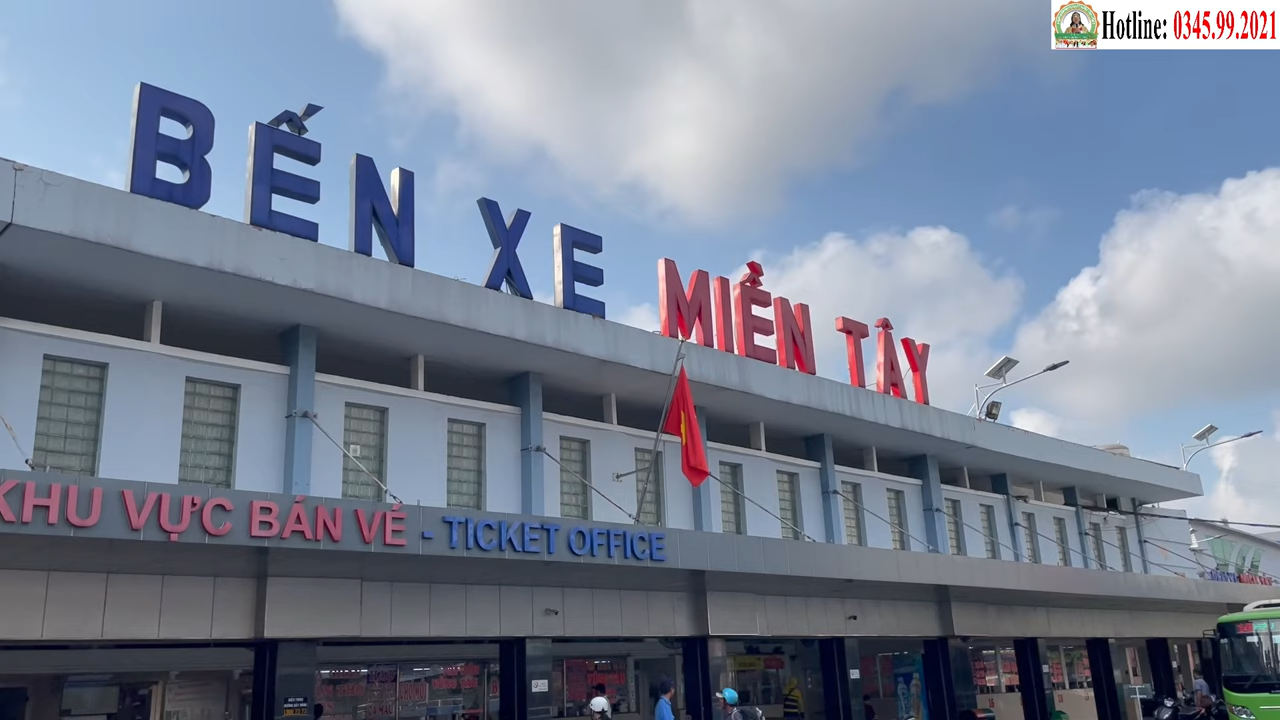 Hotline: 0345.99.2021
BẾN XE MIỀN TÂY
KHU VỰC BÁN VÉ - TICKET OFFICE